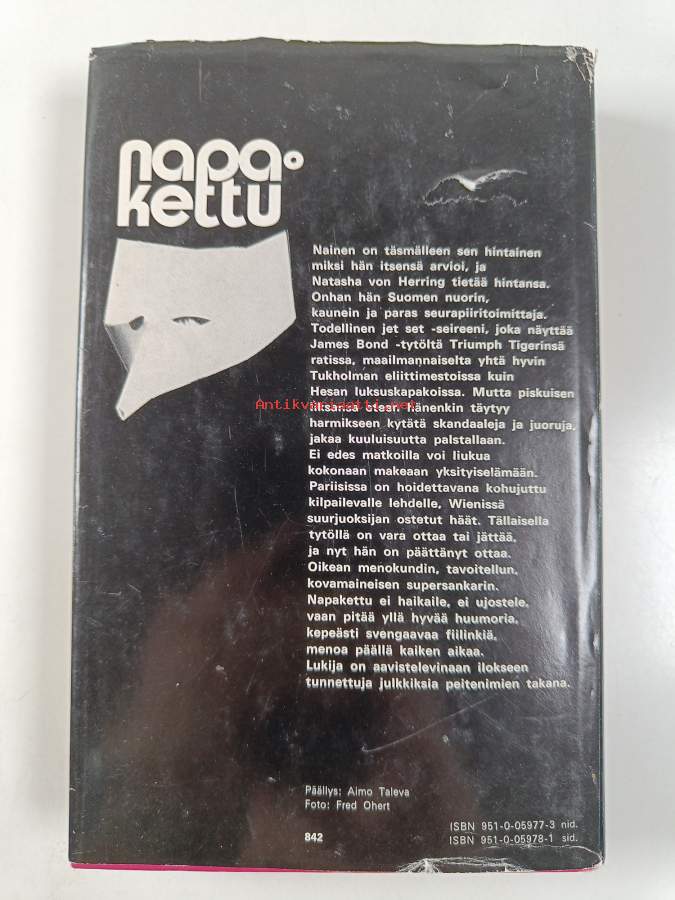 napa-
kettu
Nainen on täsmälleen sen hintainen
miksi hän itsensä arvioi, ja
Natasha von Herring tietää hintansa.
Onhan hän Suomen nuorin,
kaunein ja paras seurapiiritoimittaja.
Todellinen jet set -seireeni, joka näyttää
James Bond -tytöltä Triumph Tigerinsä
ratissa, maailmannaiselta yhtä hyvin
Tukholman eliittimestoissa kuin
Hesan luksuskapakoissa. Mutta piskuisen
Antikvariaatti.net
hänenkin täytyy
harmikseen kytätä skandaaleja ja juoruja,
jakaa kuuluisuutta palstallaan.
Ei edes matkoilla voi liukua
kokonaan makeaan yksityiselämään.
Pariisissa on hoidettavana kohujuttu
kilpailevalle lehdelle, Wienissä
suurjuoksijan ostetut häät. Tällaisella
tytöllä on vara ottaa tai jättää,
ja nyt hän on päättänyt ottaa.
Oikean menokundin, tavoitellun,
kovamaineisen supersankarin.
Napakettu ei haikaile, ei ujostele,
vaan pitää yllä hyvää huumoria,
kepeästi svengaavaa fiilinkiä,
menoa päällä kaiken aikaa.
Lukija on aavistelevinaan ilokseen
tunnettuja julkkiksia peitenimien takana.
Päällys: Aimo Taleva
Foto: Fred Ohert
842
ISBN 951-0-05977-3 nid.
ISBN 951-0-05978-1 sid.